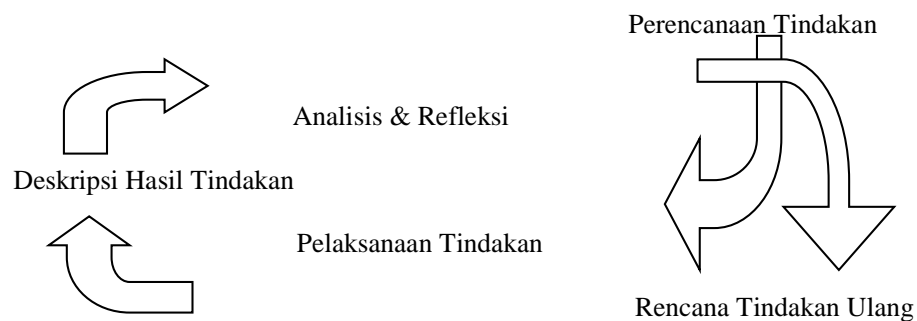 Perencanaan Tindakan
Analisis & Refleksi
Deskripsi Hasil Tindakan
Pelaksanaan Tindakan
Rencana Tindakan Ulang